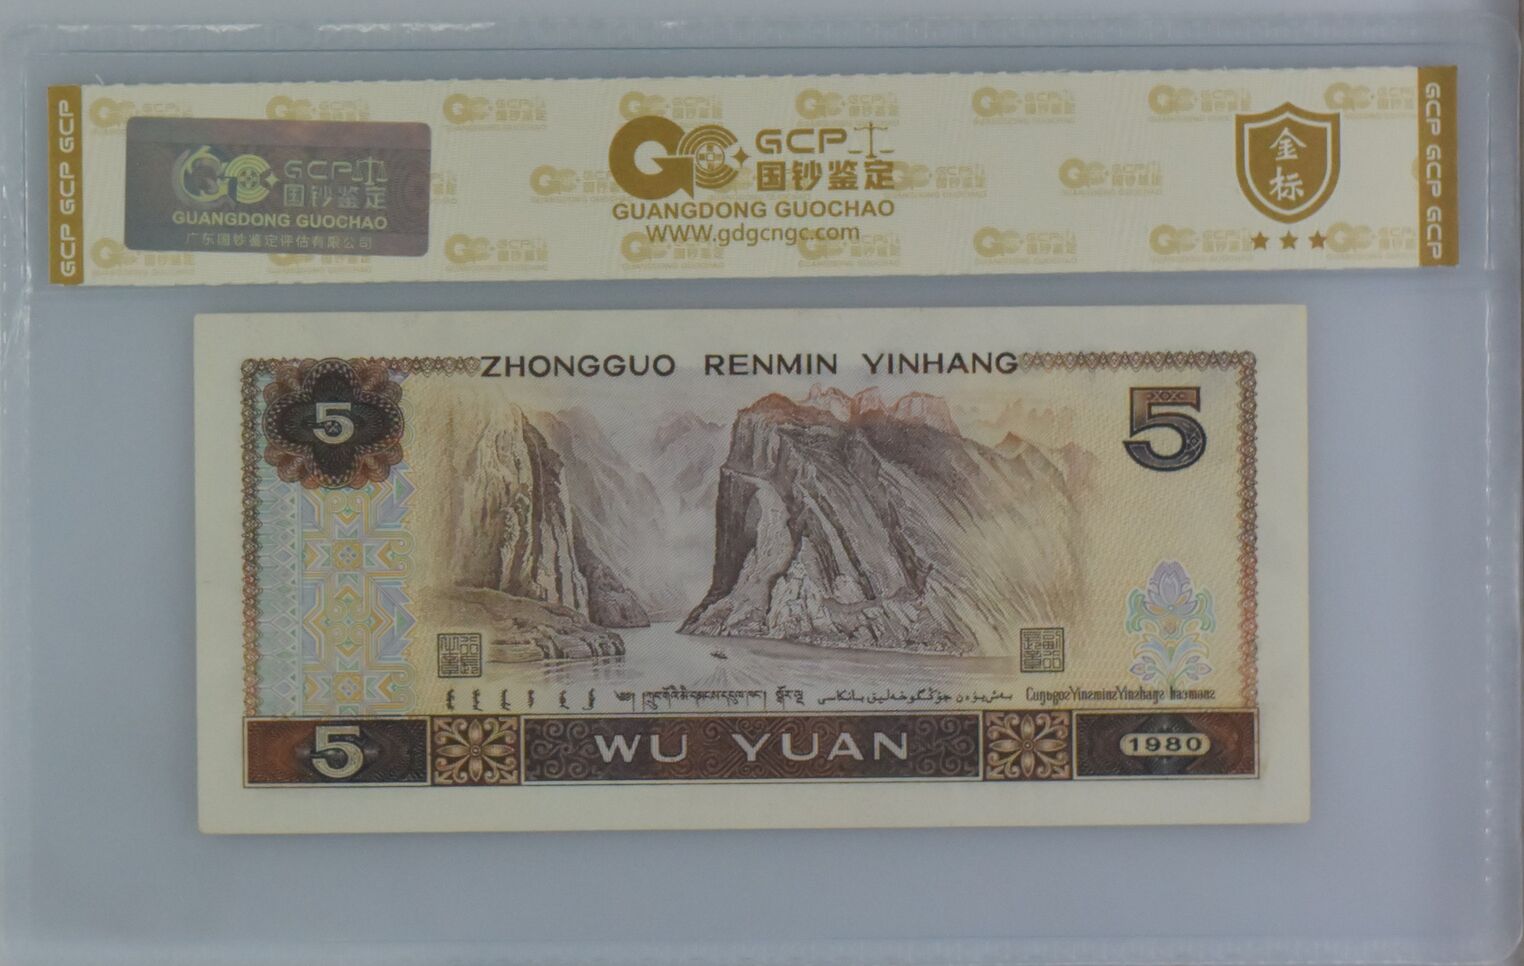 GCP GCP GCP
GCP
国钞鉴定
GUANGDONG GUOCHAO
广东国钞鉴定评估有限公司
GCP
国钞鉴定
GUANGDONG GUOCHAO
WWW.gdgcngc.com
金标
GCP GCP GCP
ZHONGGUO RENMIN YINHANG
5
5
5 WU YUAN 1980